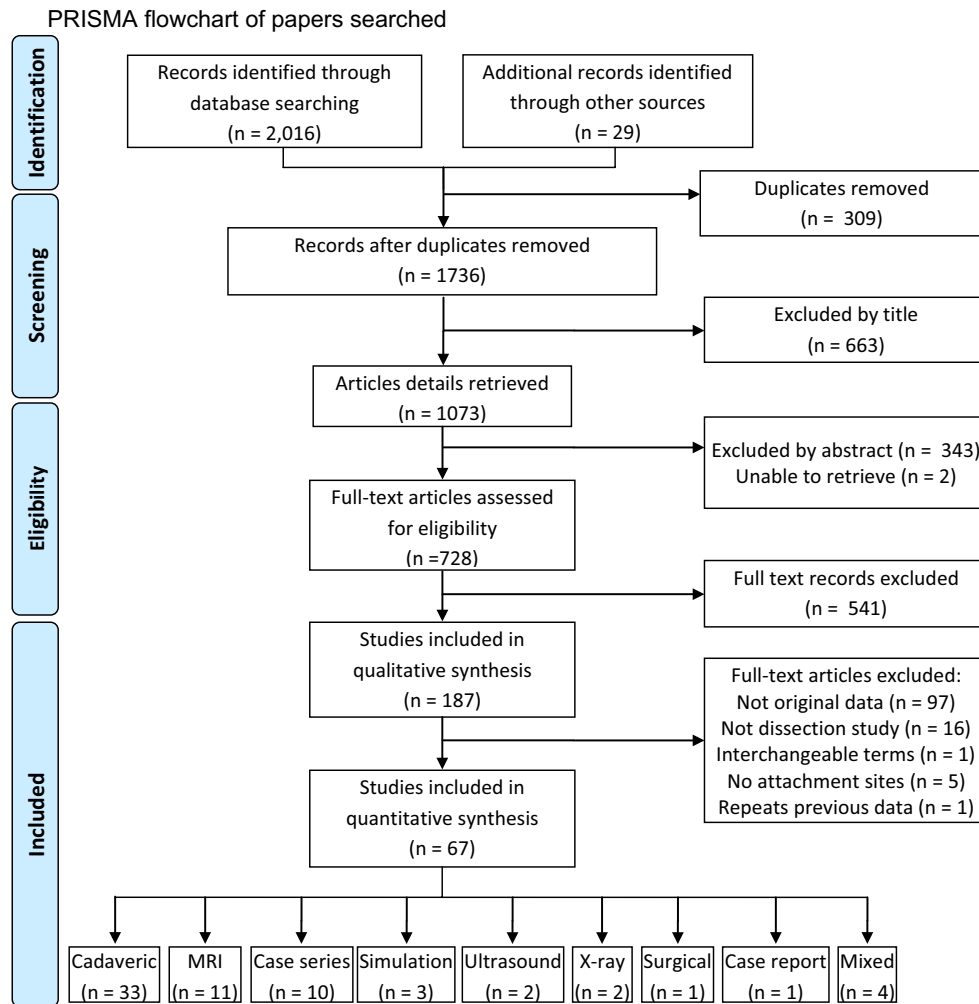 PRISMA flowchart of papers searched
Identification
Records identified through
database searching
(n = 2,016)
Additional records identified
through other sources
(n = 29)
Duplicates removed
(n = 309)
Screening
Records after duplicates removed
(n = 1736)
Excluded by title
(n = 663)
Articles details retrieved
(n = 1073)
Eligibility
Excluded by abstract (n = 343)
Unable to retrieve (n = 2)
Full-text articles assessed
for eligibility
(n =728)
Full text records excluded
(n = 541)
Included
Studies included in
qualitative synthesis
(n = 187)
Full-text articles excluded:
Not original data (n = 97)
Not dissection study (n = 16)
Interchangeable terms (n = 1)
No attachment sites (n = 5)
Repeats previous data (n = 1)
Studies included in
quantitative synthesis
(n = 67)
Cadaveric
(n = 33)
MRI
(n = 11)
Case series
(n = 10)
Simulation
(n = 3)
Ultrasound
(n = 2)
X-ray
(n = 2)
Surgical
(n = 1)
Case report
(n = 1)
Mixed
(n = 4)